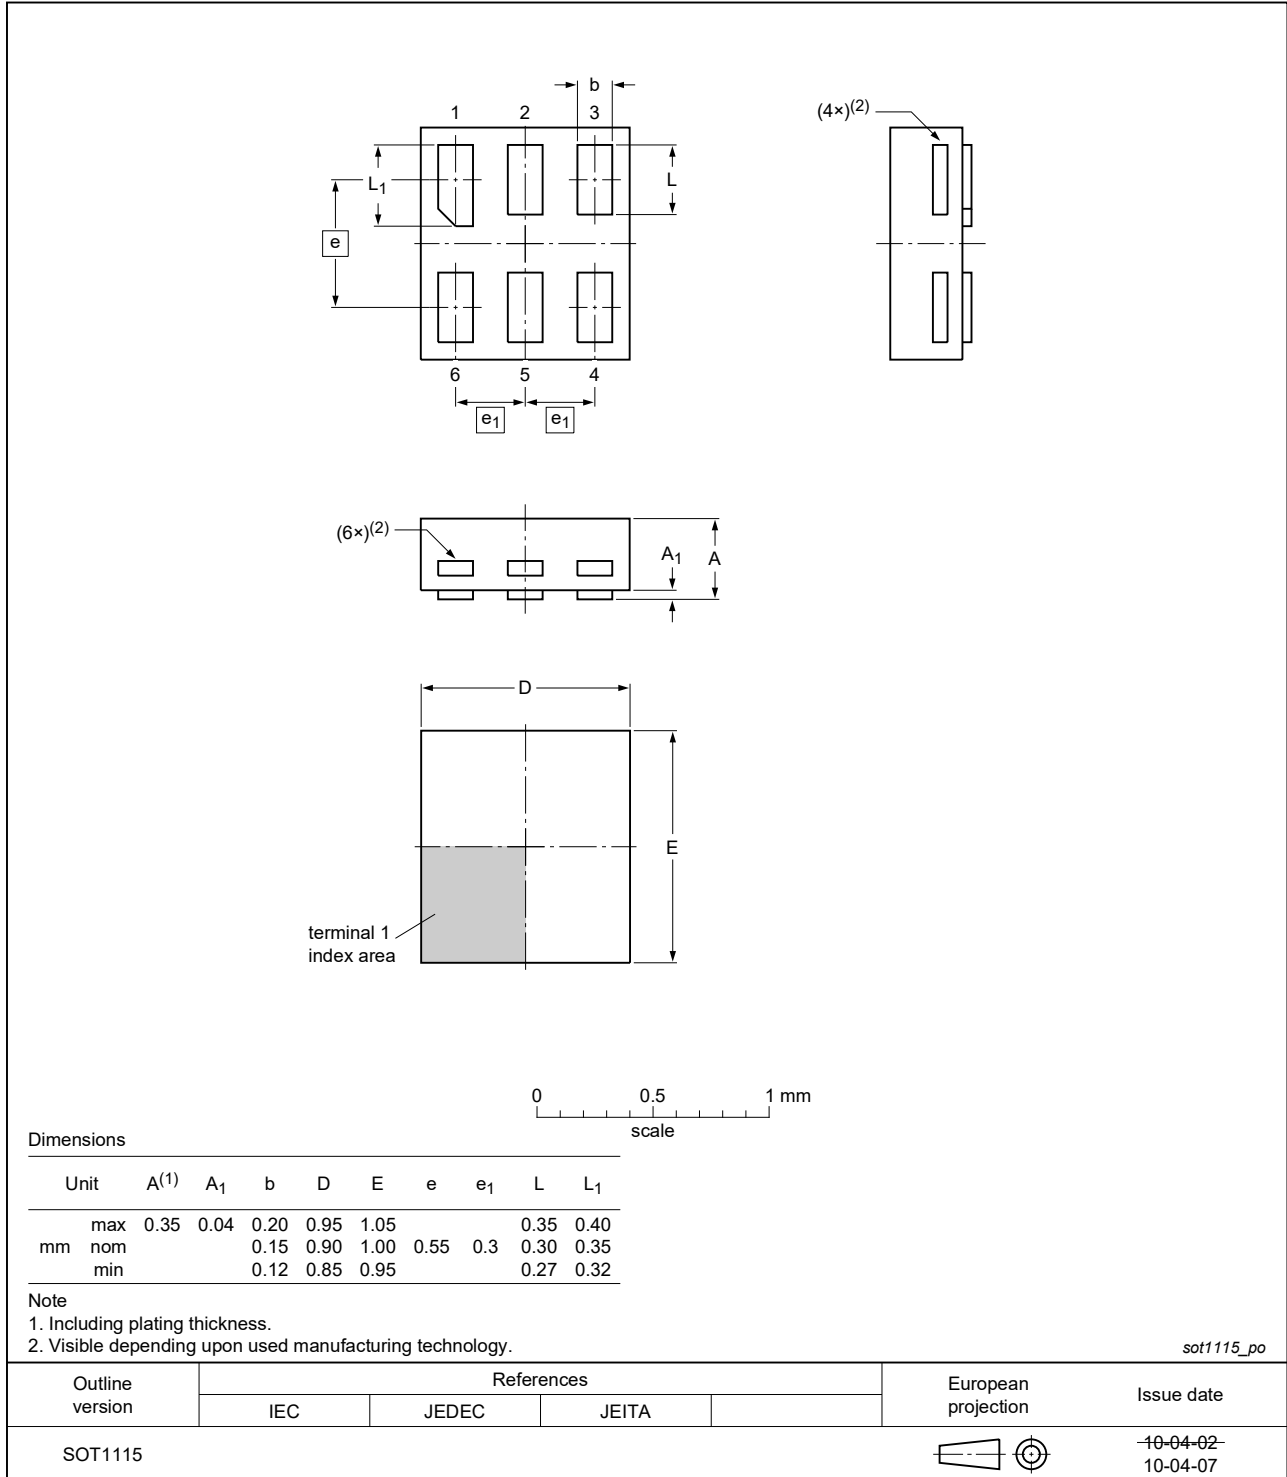 b
1 2 3
(4×)(2)
L1
L
e
6 5 4
e1 e1
(6×)(2)
A1 A
D
E
terminal 1
index area
0 0.5 1 mm
scale
Dimensions
Unit A(1) A1 b D E e e1 L L1
max 0.35 0.04 0.20 0.95 1.05 0.35 0.40
mm nom 0.15 0.90 1.00 0.55 0.3 0.30 0.35
min 0.12 0.85 0.95 0.27 0.32
Note
1. Including plating thickness.
2. Visible depending upon used manufacturing technology.
sot1115_po
Outline
version
References
IEC JEDEC JEITA
European
projection
Issue date
SOT1115
10-04-02
10-04-07